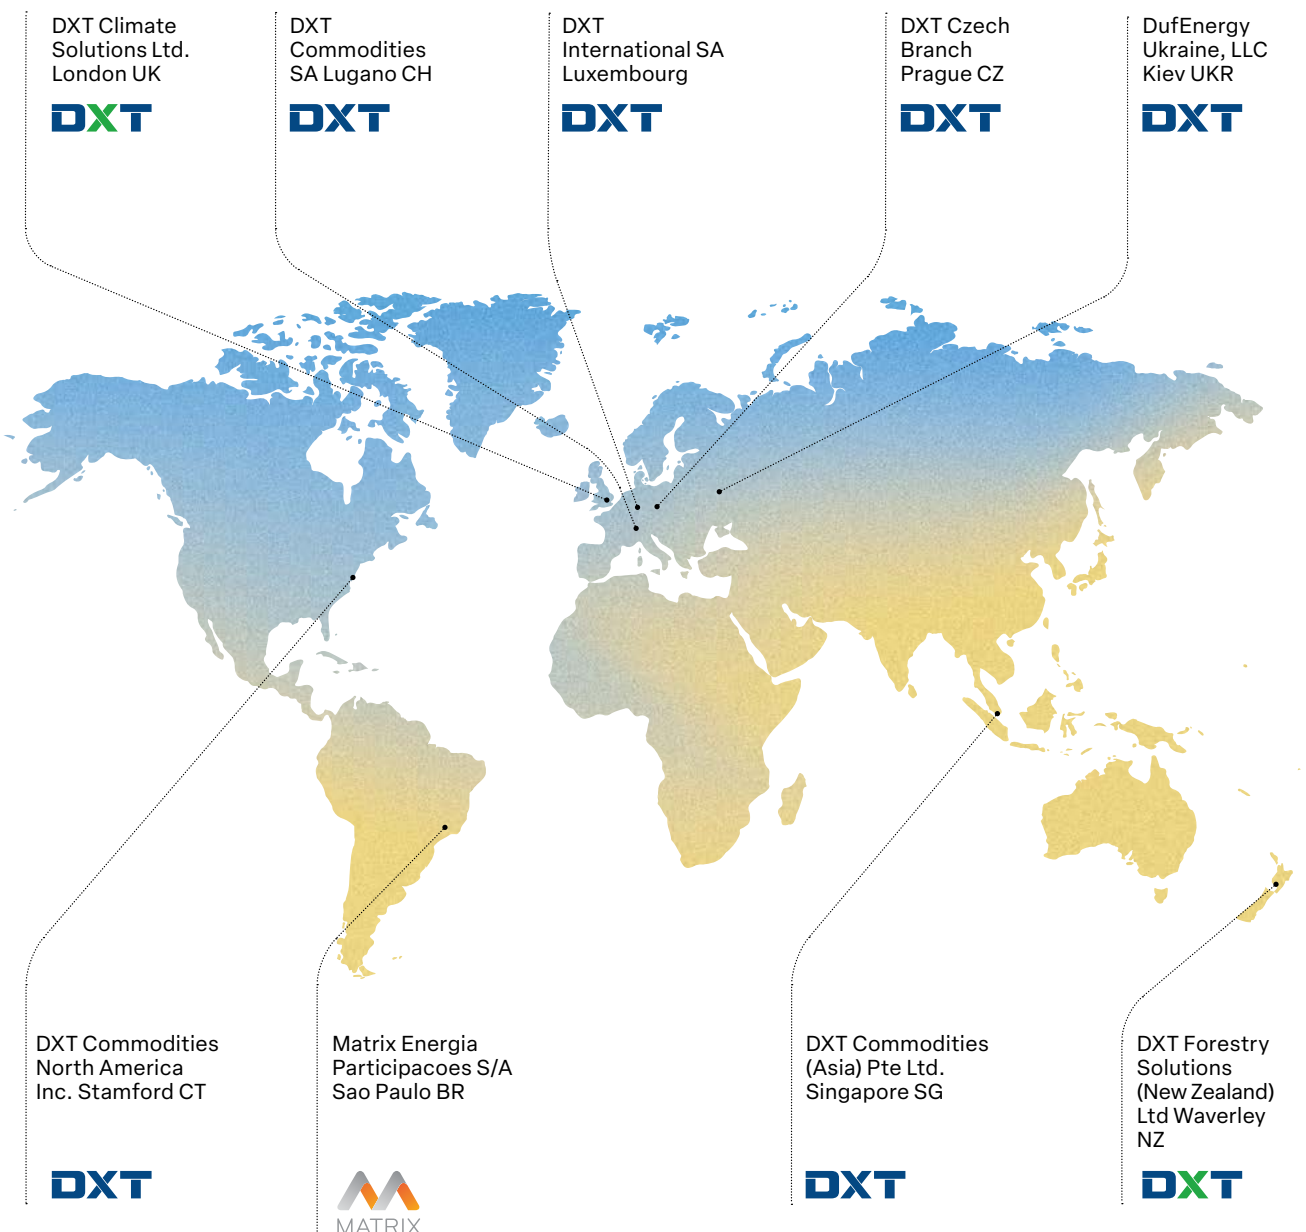 DXT Climate
Solutions Ltd.
London UK
DXT
DXT
Commodities
SA Lugano CH
DXT
DXT
International SA
Luxembourg
DXT
DXT Czech
Branch
Prague CZ
DXT
DufEnergy
Ukraine, LLC
Kiev UKR
DXT
DXT Commodities
North America
Inc. Stamford CT
DXT
Matrix Energia
Participacoes S/A
Sao Paulo BR
MATRIX
DXT Commodities
(Asia) Pte Ltd.
Singapore SG
DXT
DXT Forestry
Solutions
(New Zealand)
Ltd Waverley
NZ
DXT